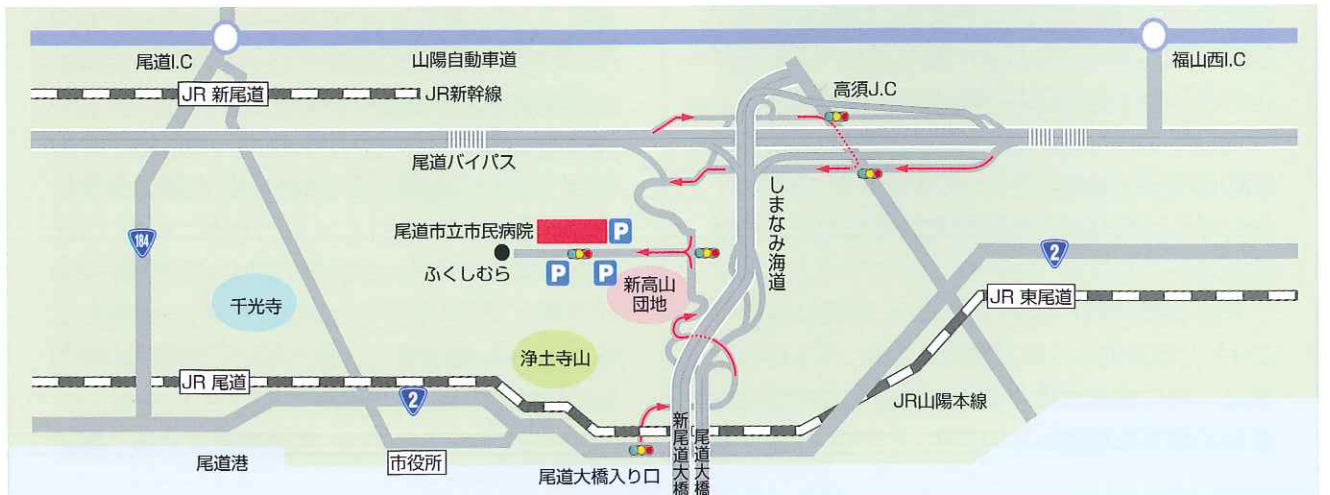 尾道I.C
山陽自動車道
福山西I.C
JR 新尾道
JR新幹線
高須J.C
尾道バイパス
しまなみ海道
184
尾道市立市民病院
P
ふくしむら
P
P
新高山
団地
2
千光寺
JR 東尾道
浄土寺山
JR 尾道
2
JR山陽本線
新尾道大橋
尾道大橋
尾道港
市役所
尾道大橋入り口